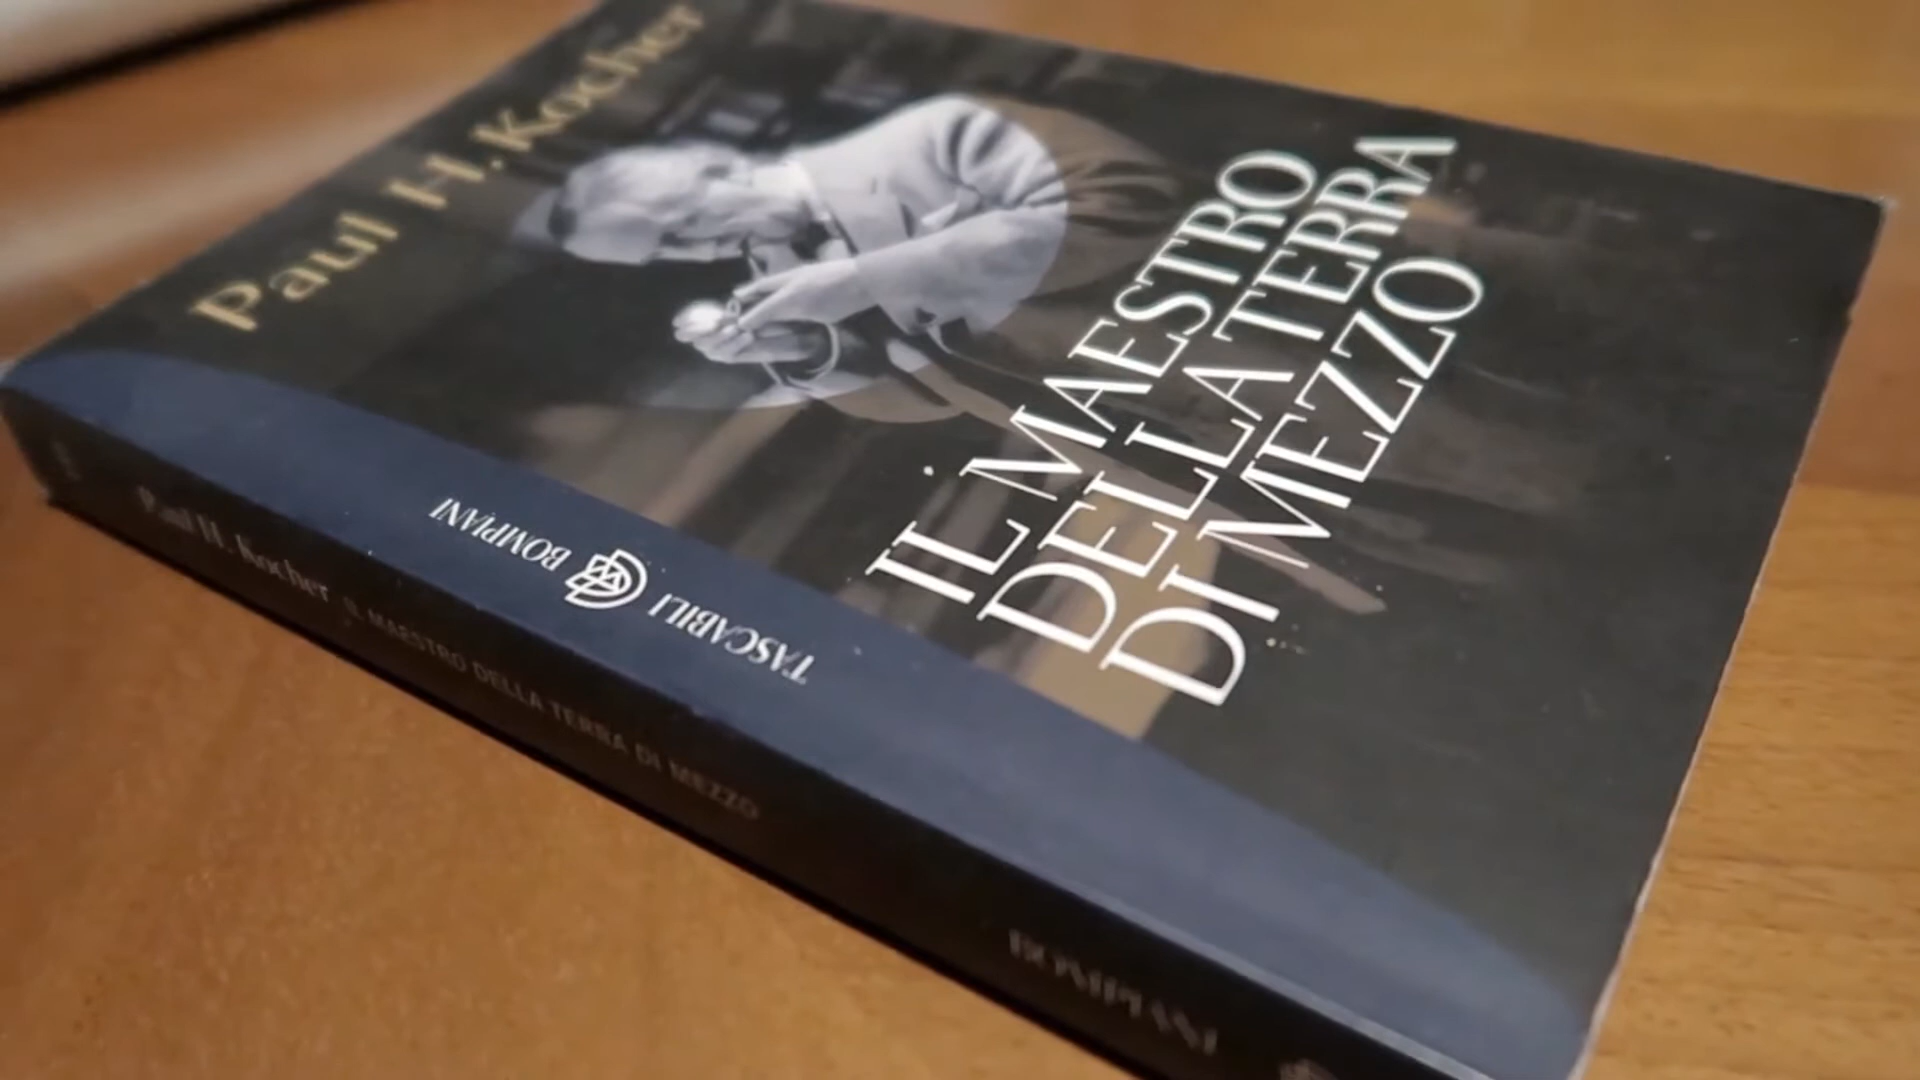 Paul H. Kocher
IL MAESTRO
DELLA TERRA
DI MEZZO
TASCABILI BOMPIANI
Paul H. Kocher IL MAESTRO DELLA TERRA DI MEZZO
BOMPIANI